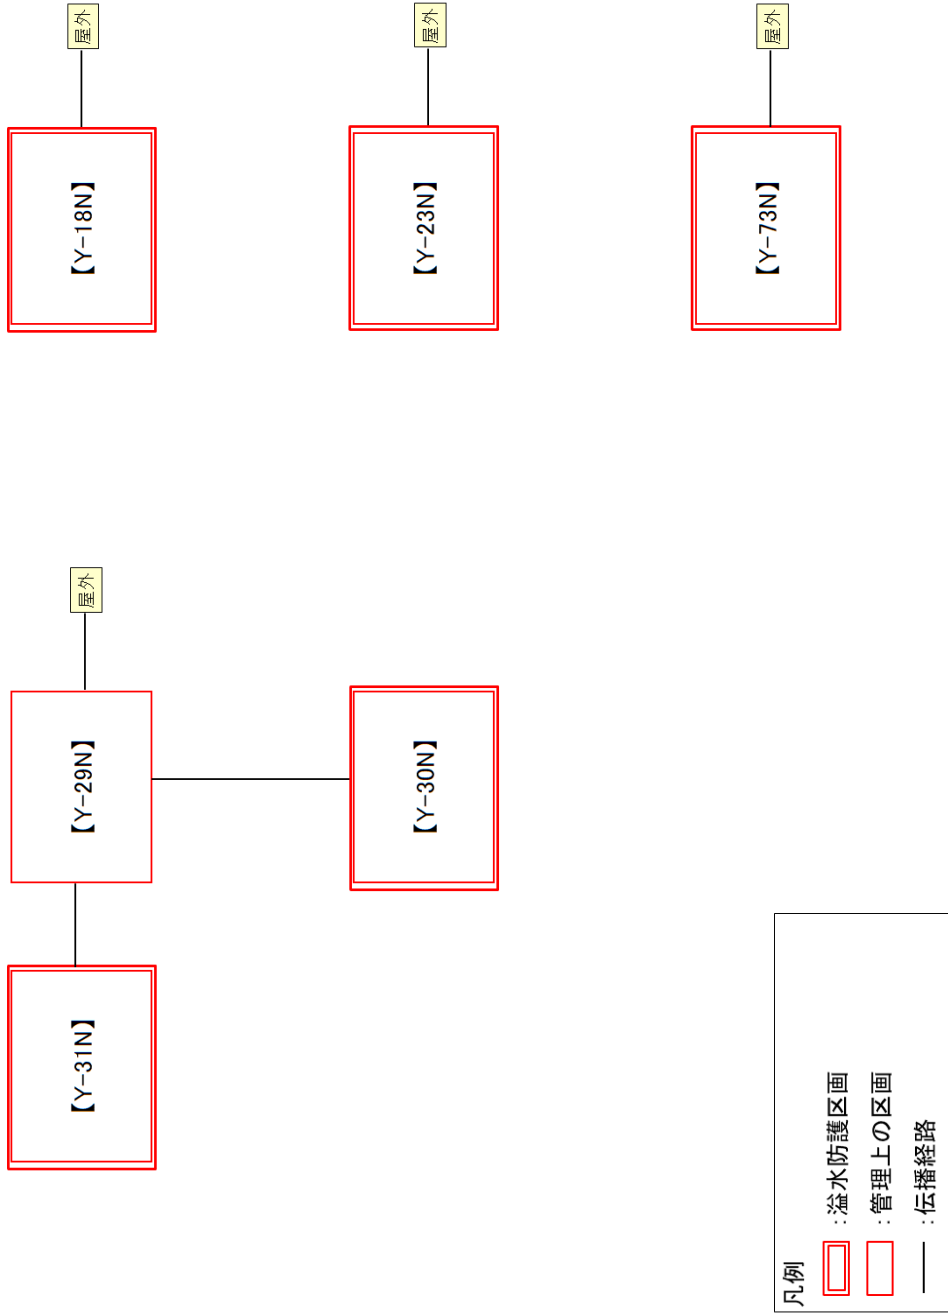 【Y-31N】
【Y-29N】
屋外
【Y-18N】
屋外
【Y-30N】
【Y-23N】
屋外
【Y-73N】
屋外
凡例
:溢水防護区画
:管理上の区画
:伝播経路